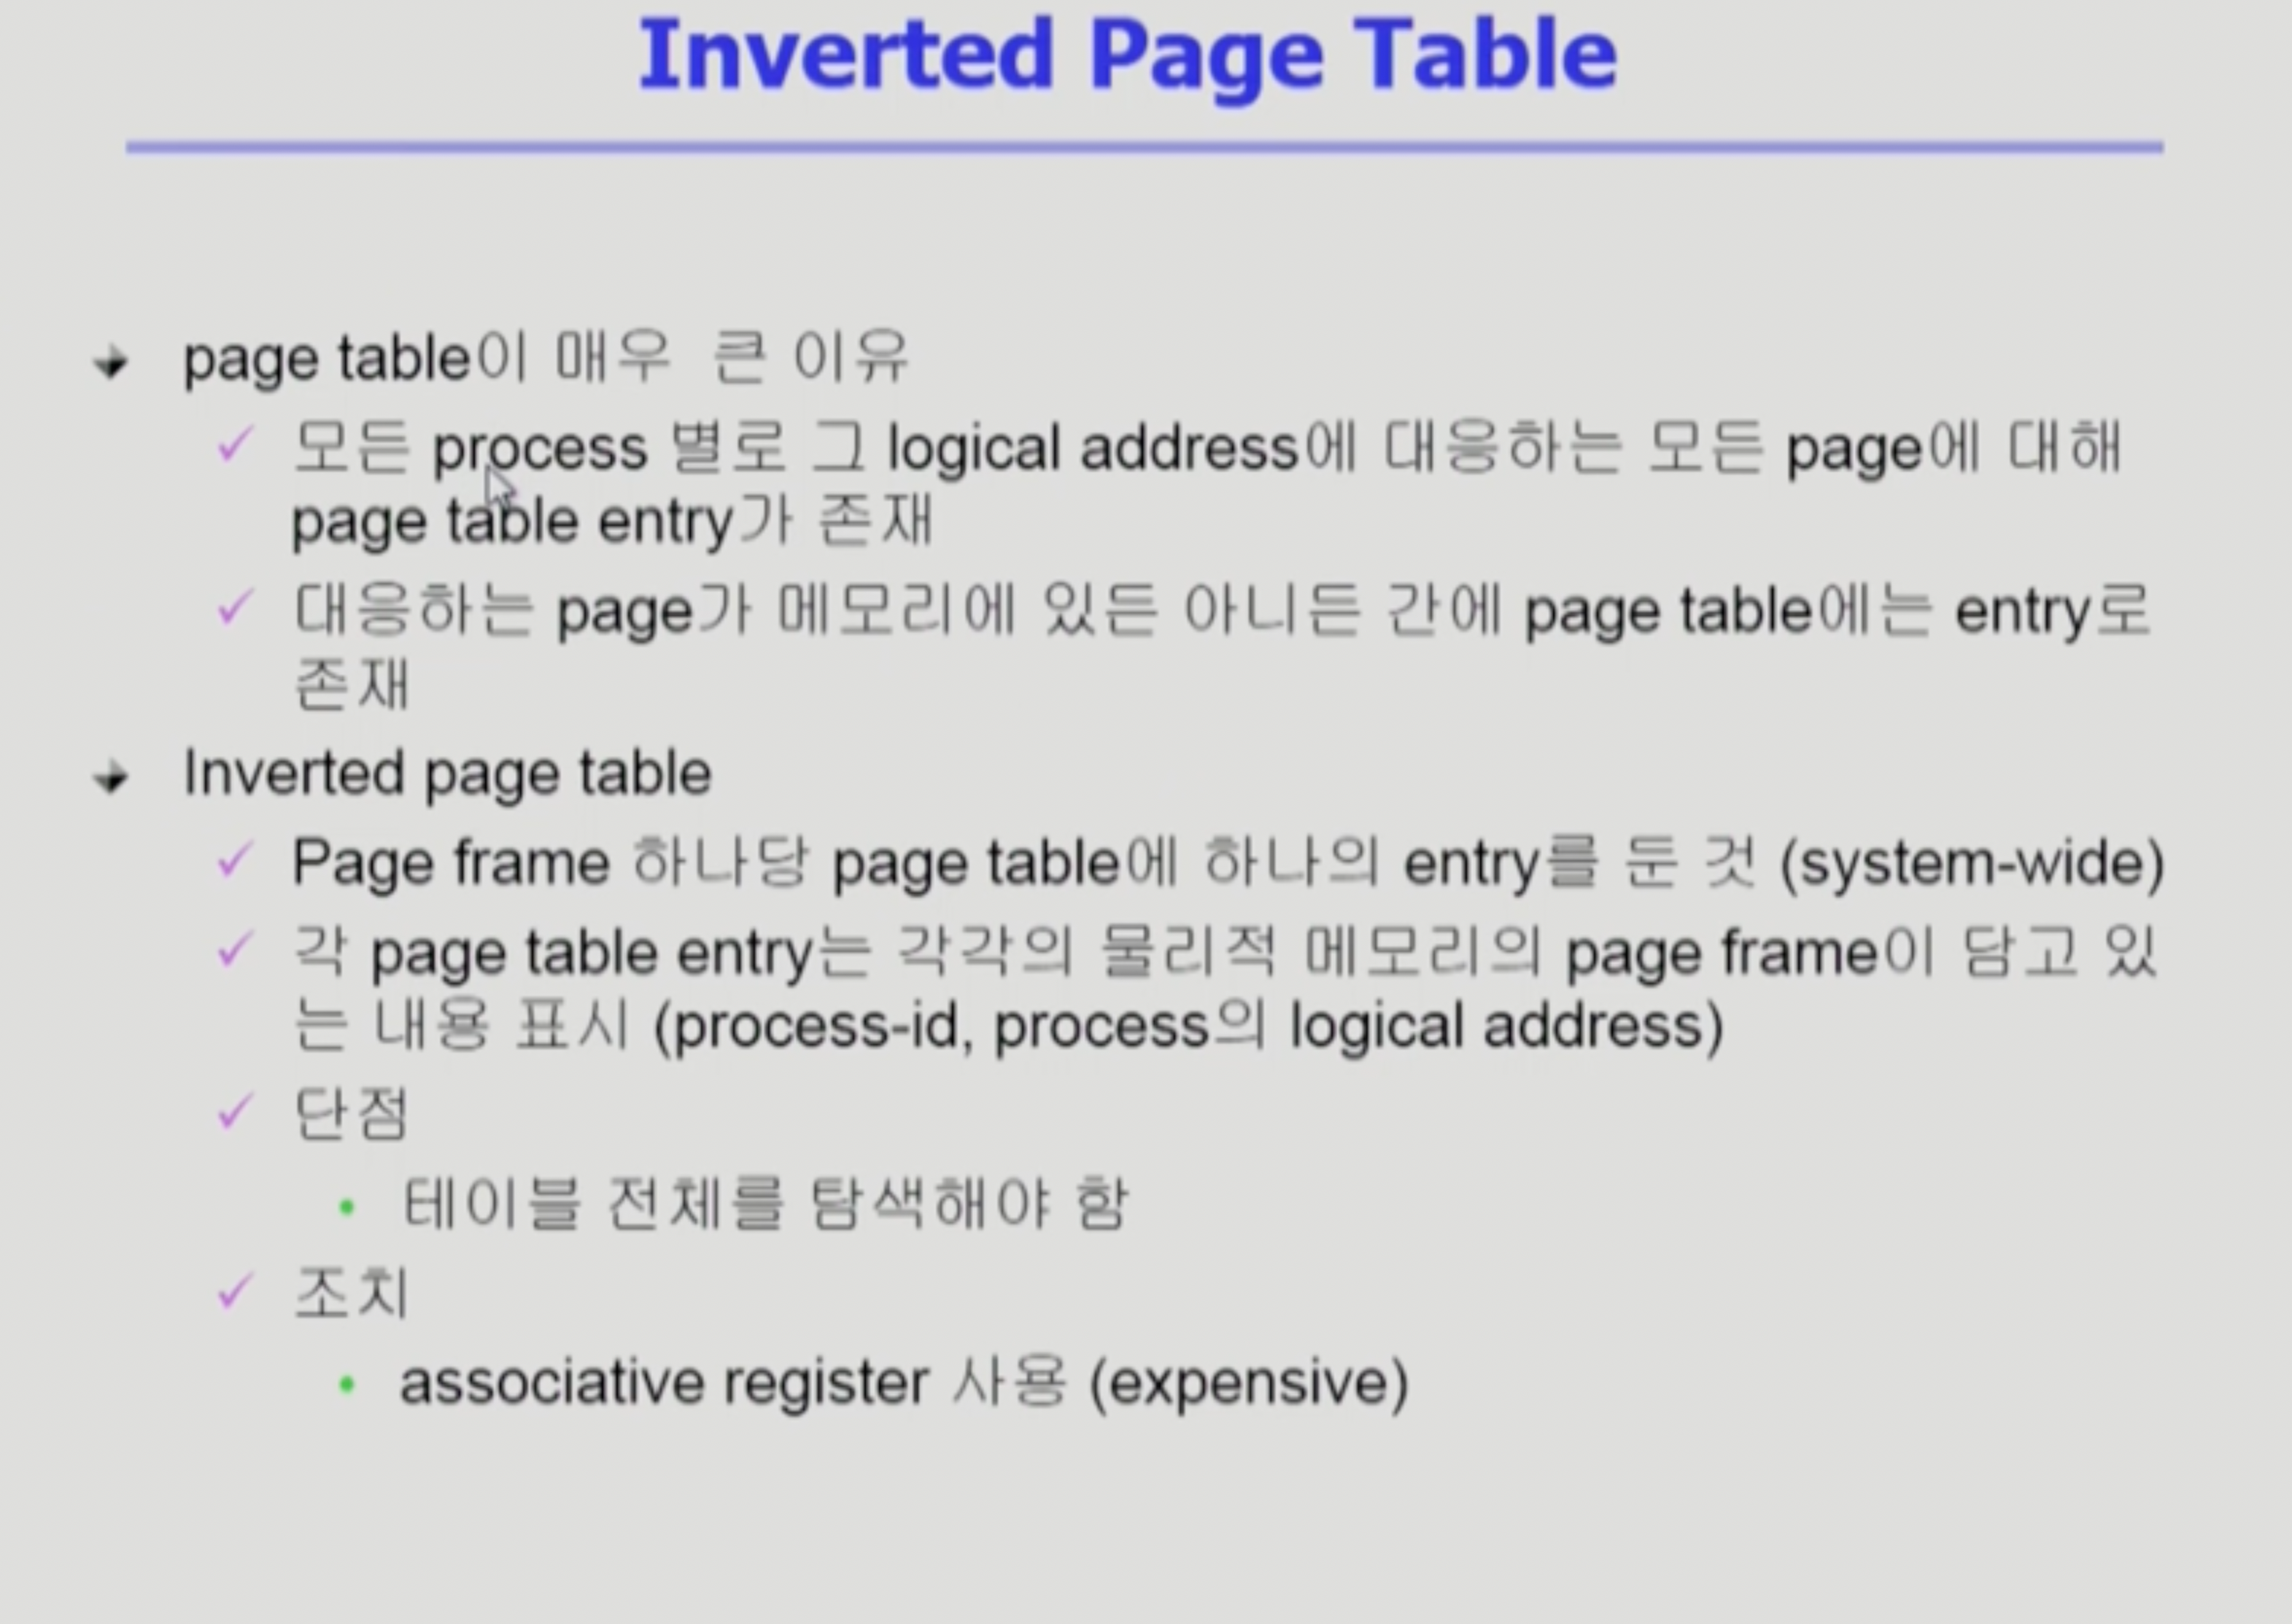 Inverted Page Table
page table이 매우 큰 이유
모든 process 별로 그 logical address에 대응하는 모든 page에 대해
page table entry가 존재
대응하는 page가 메모리에 있든 아니든 간에 page table에는 entry로
존재
Inverted page table
Page frame 하나당 page table에 하나의 entry를 둔 것 (system-wide)
각 page table entry는 각각의 물리적 메모리의 page frame이 담고 있
는 내용 표시 (process-id, process의 logical address)
단점
테이블 전체를 탐색해야 함
조치
associative register 사용 (expensive)